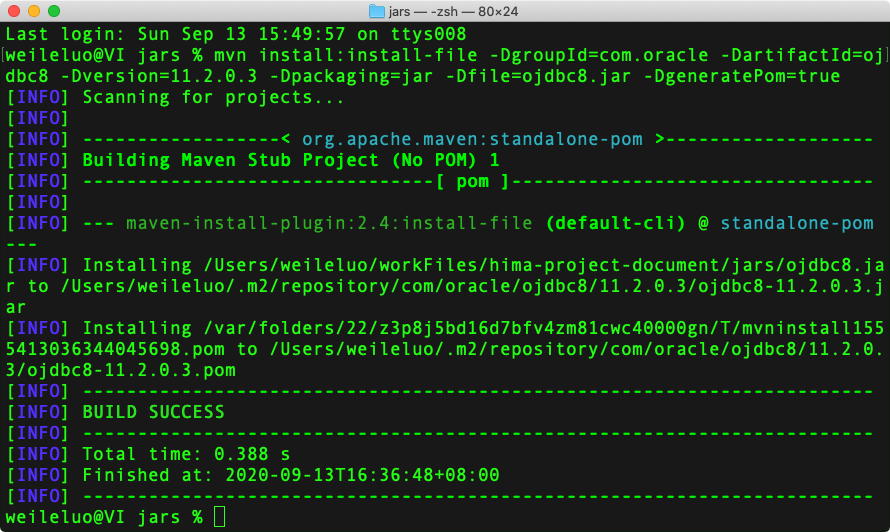 jars — -zsh — 80×24
Last login: Sun Sep 13 15:49:57 on ttys008
[weileluo@VI jars % mvn install:install-file -DgroupId=com.oracle -DartifactId=oj]
dbc8 -Dversion=11.2.0.3 -Dpackaging=jar -Dfile=ojdbc8.jar -DgeneratePom=true
[INFO] Scanning for projects...
[INFO]
[INFO] ------------------< org.apache.maven:standalone-pom >-------------------
[INFO] Building Maven Stub Project (No POM) 1
[INFO] --------------------------------[ pom ]---------------------------------
[INFO]
[INFO] --- maven-install-plugin:2.4:install-file (default-cli) @ standalone-pom
---
[INFO] Installing /Users/weileluo/workFiles/hima-project-document/jars/ojdbc8.ja
r to /Users/weileluo/.m2/repository/com/oracle/ojdbc8/11.2.0.3/ojdbc8-11.2.0.3.j
ar
[INFO] Installing /var/folders/22/z3p8j5bd16d7bfv4zm81cwc40000gn/T/mvninstall155
5413036344045698.pom to /Users/weileluo/.m2/repository/com/oracle/ojdbc8/11.2.0.
3/ojdbc8-11.2.0.3.pom
[INFO] ------------------------------------------------------------------------
[INFO] BUILD SUCCESS
[INFO] ------------------------------------------------------------------------
[INFO] Total time: 0.388 s
[INFO] Finished at: 2020-09-13T16:36:48+08:00
[INFO] ------------------------------------------------------------------------
weileluo@VI jars %